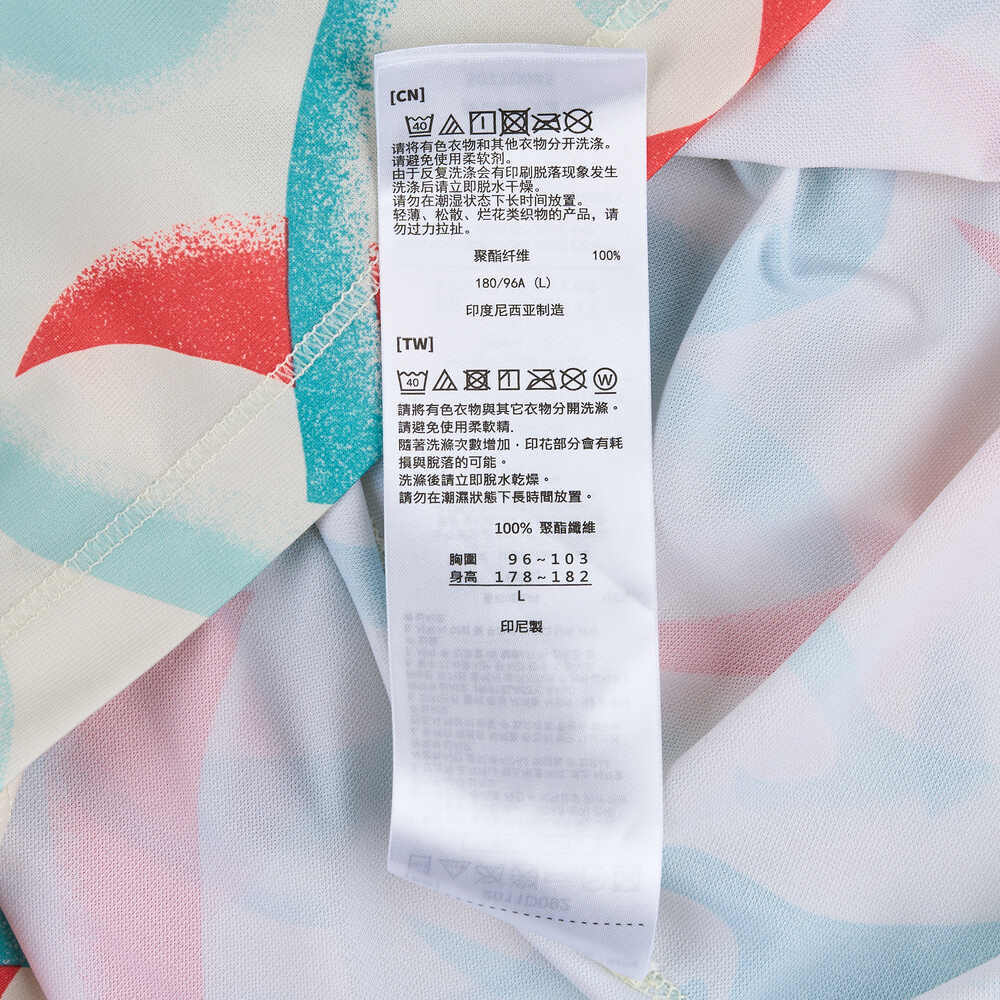 [CN]
40
请将有色衣物和其他衣物分开洗涤。
请避免使用柔软剂。
由于反复洗涤会有印刷脱落现象发生
洗涤后请立即脱水干燥。
请勿在潮湿状态下长时间放置。
轻薄、松散、烂花类织物的产品，请
勿过力拉扯。
聚酯纤维 100%
180/96A (L)
印度尼西亚制造
[TW]
40 W
請將有色衣物與其它衣物分開洗滌。
請避免使用柔軟精.
隨著洗滌次數增加，印花部分會有耗
損與脫落的可能。
洗滌後請立即脫水乾燥。
請勿在潮濕狀態下長時間放置。
100% 聚酯纖維
胸圍 96~103
身高 178~182
L
印尼製